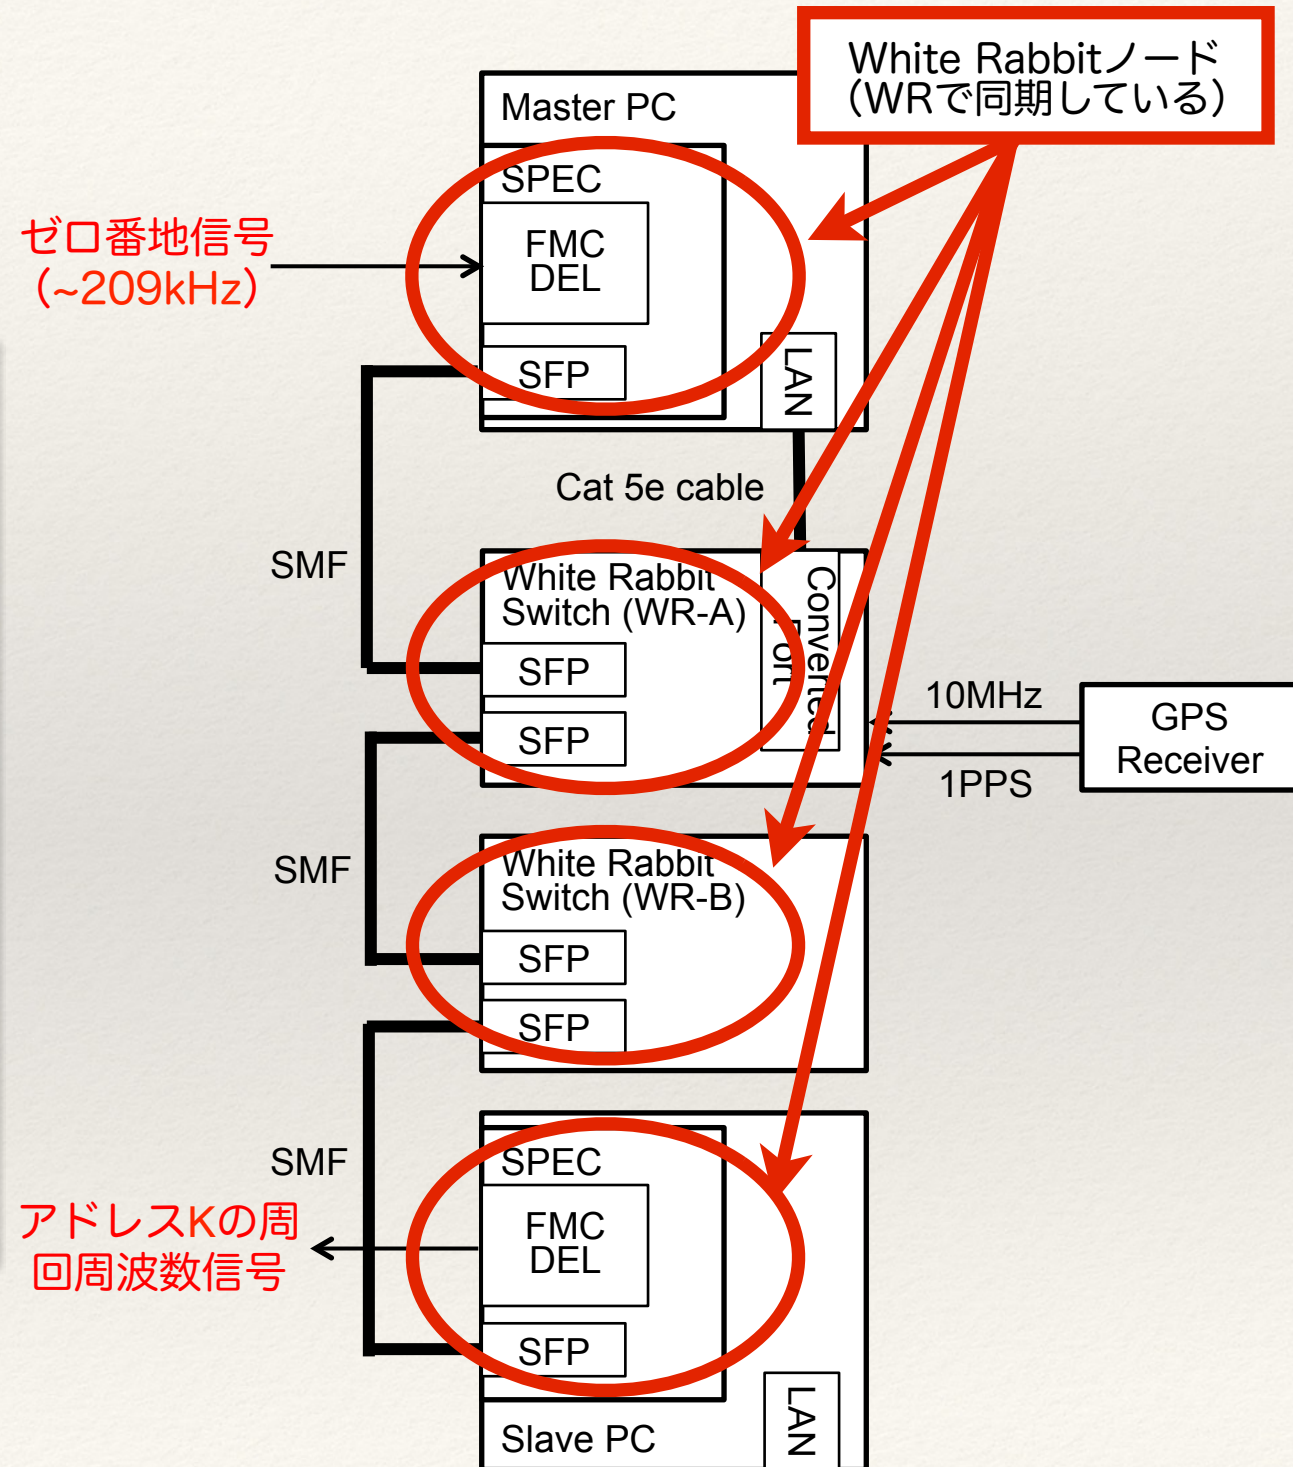 White Rabbitノード
（WRで同期している）
Master PC
SPEC
FMC
DEL
SFP
LAN
ゼロ番地信号
（~209kHz）
Cat 5e cable
SMF
White Rabbit
Switch (WR-A)
SFP
SFP
Converted
Port
10MHz
1PPS
GPS
Receiver
SMF
White Rabbit
Switch (WR-B)
SFP
SFP
SMF
SPEC
FMC
DEL
SFP
アドレスKの周
回周波数信号
Slave PC
LAN